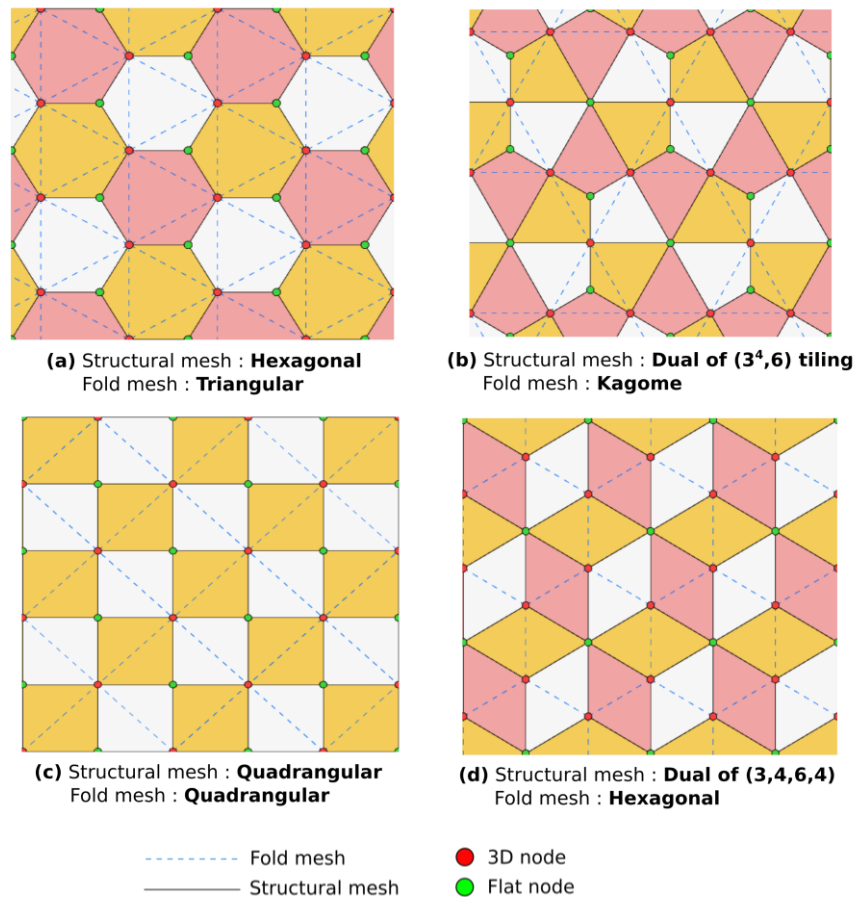 (a) Structural mesh : Hexagonal
Fold mesh : Triangular
(b) Structural mesh : Dual of (3⁴,6) tiling
Fold mesh : Kagome
(c) Structural mesh : Quadrangular
Fold mesh : Quadrangular
(d) Structural mesh : Dual of (3,4,6,4)
Fold mesh : Hexagonal
Fold mesh
Structural mesh
3D node
Flat node